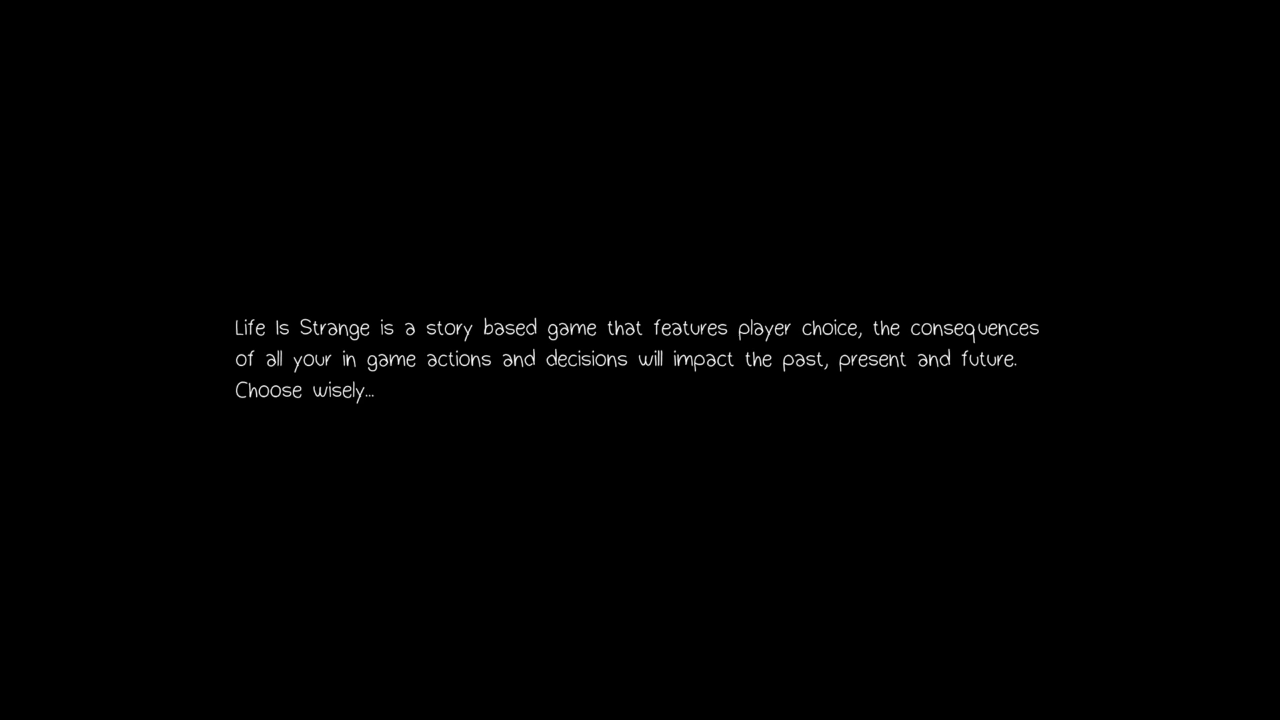 Life Is Strange is a story based game that features player choice, the consequences
of all your in game actions and decisions will impact the past, present and future.
Choose wisely...